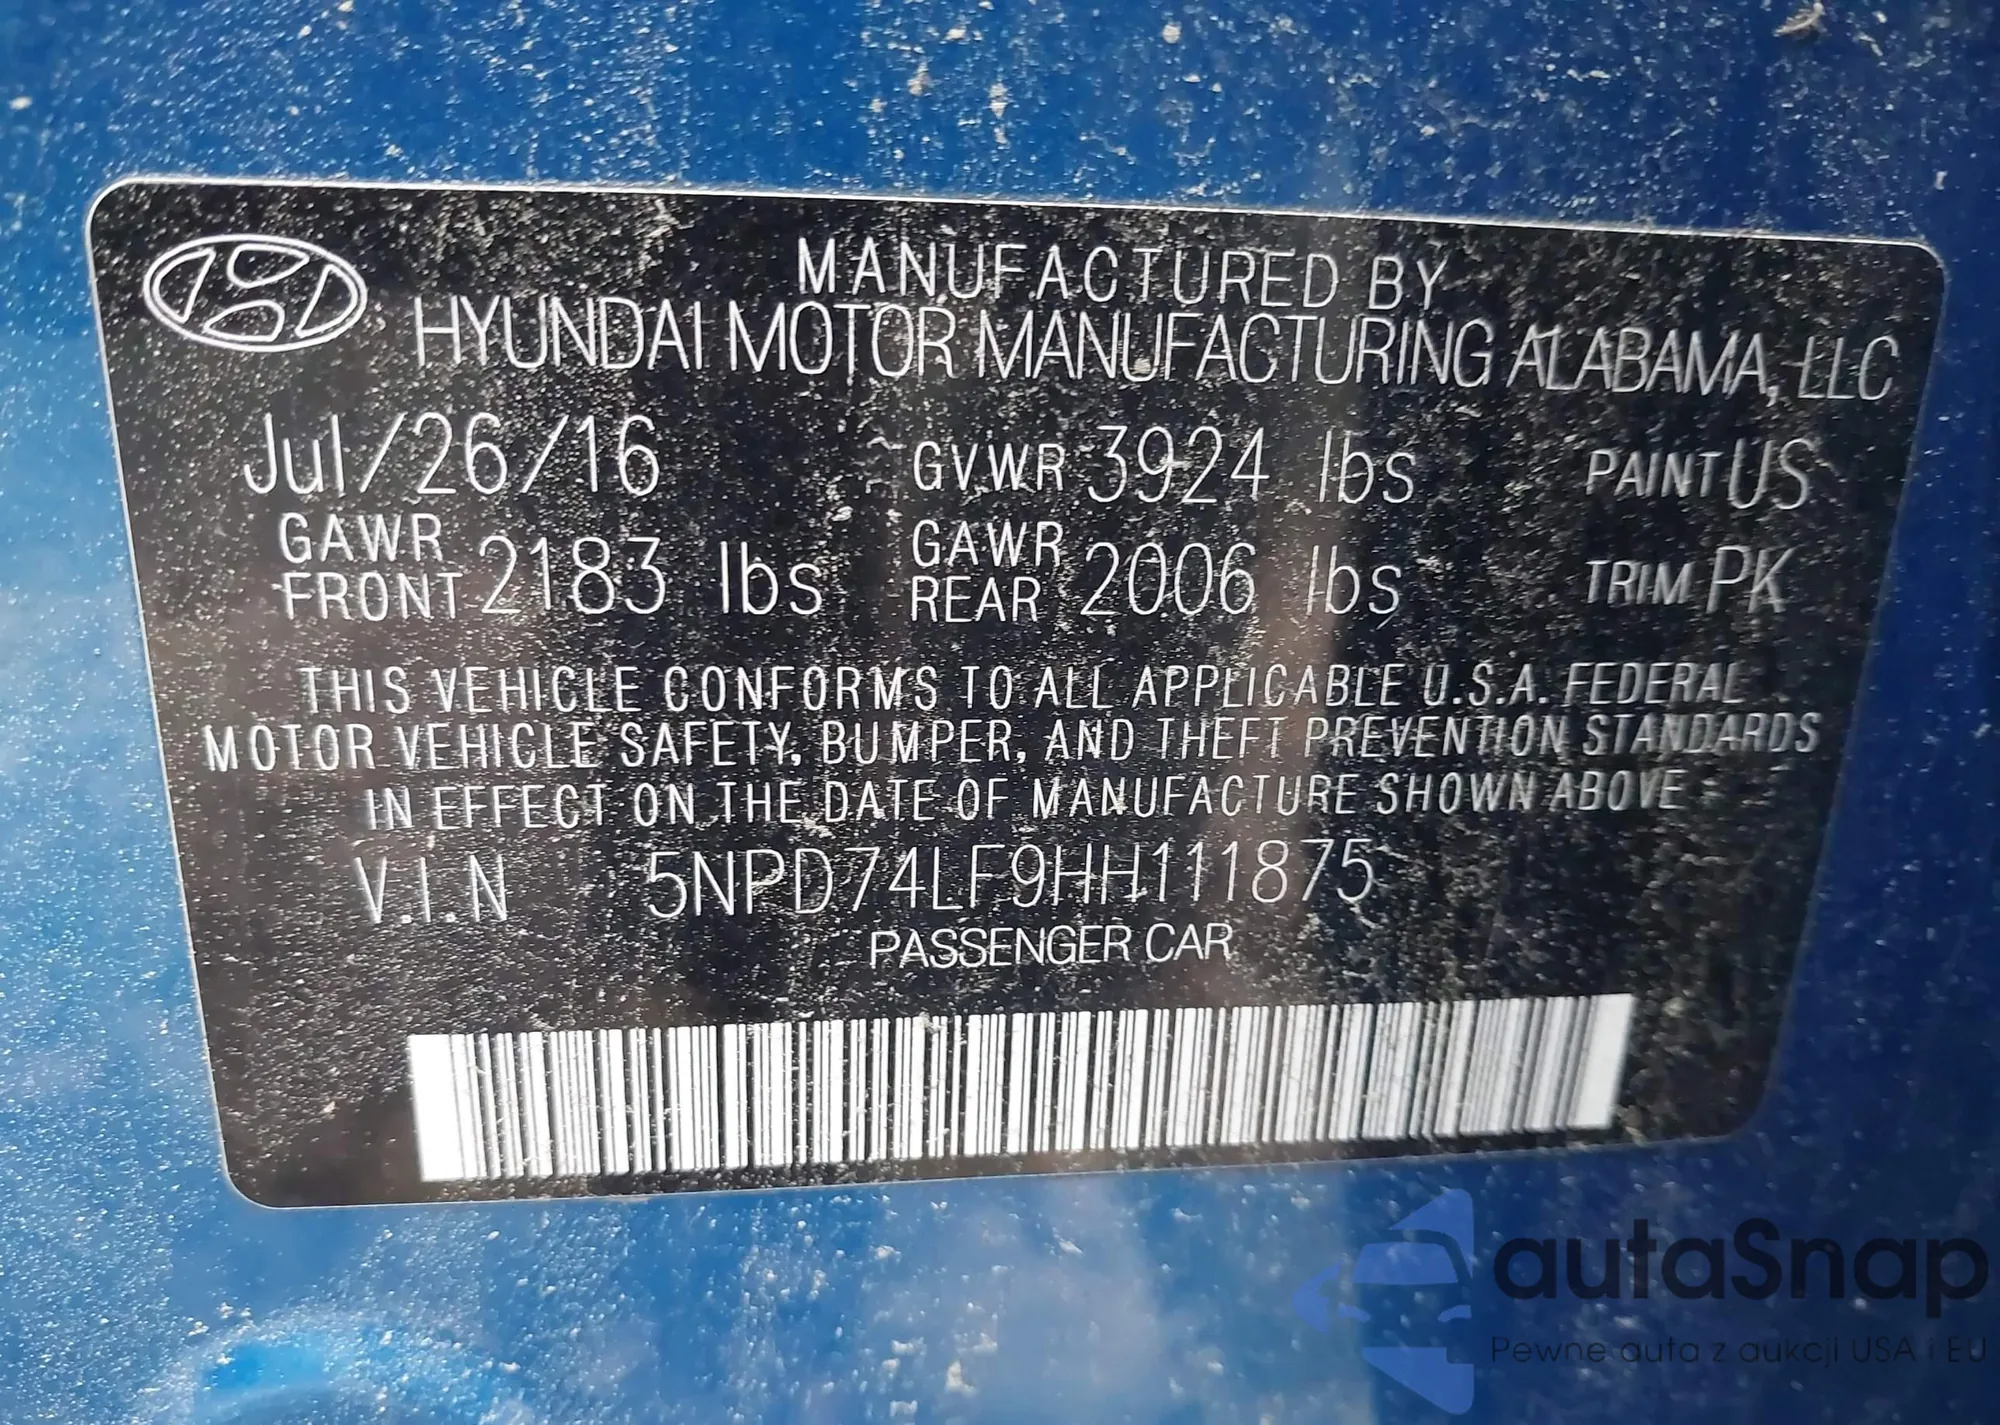 MANUFACTURED BY
HYUNDAI MOTOR MANUFACTURING ALABAMA, LLC
Jul/26/16 GVWR 3924 lbs PAINT US
GAWR FRONT 2183 lbs GAWR REAR 2006 lbs TRIM PK
THIS VEHICLE CONFORMS TO ALL APPLICABLE U.S.A. FEDERAL
MOTOR VEHICLE SAFETY, BUMPER, AND THEFT PREVENTION STANDARDS
IN EFFECT ON THE DATE OF MANUFACTURE SHOWN ABOVE
V.I.N 5NPD74LF9HH111875
PASSENGER CAR
autaSnap
Pewne auta z aukcji USA i EU